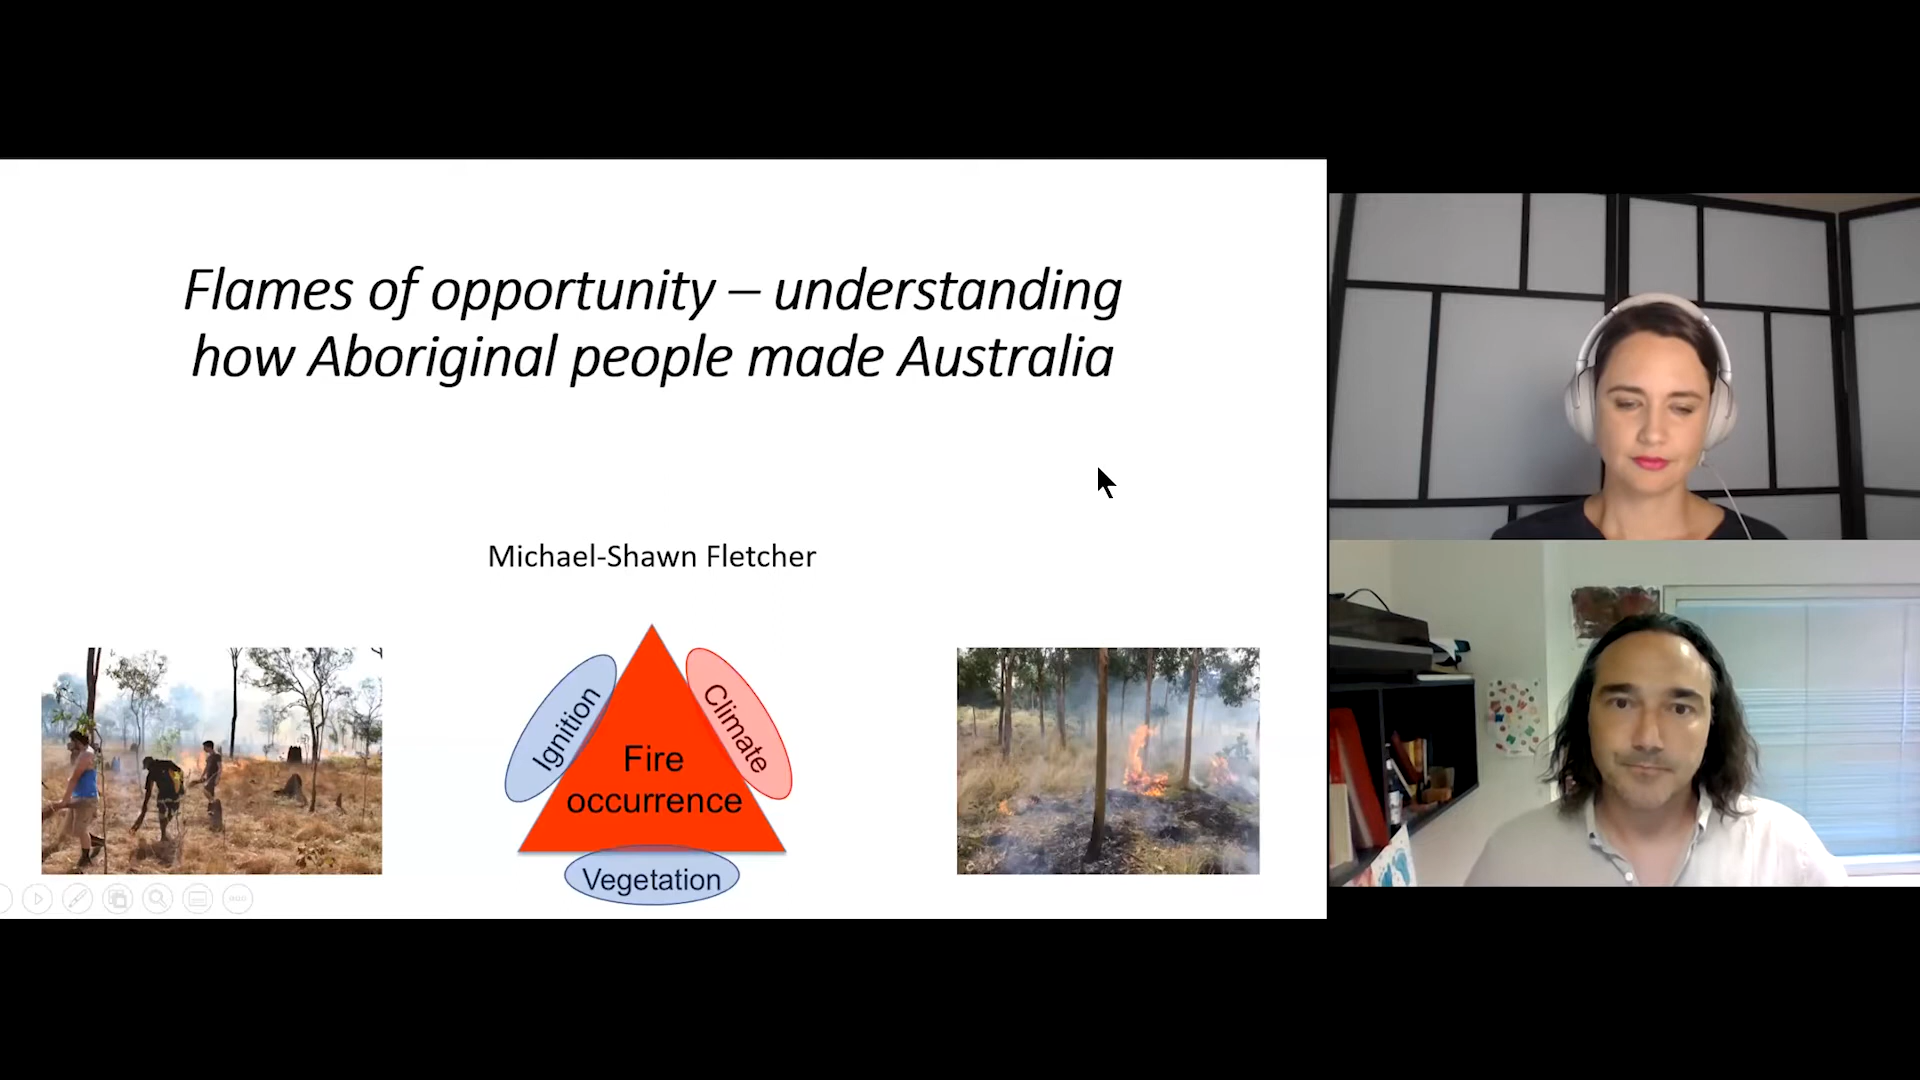 Flames of opportunity – understanding
how Aboriginal people made Australia
Michael-Shawn Fletcher
Ignition
Climate
Fire
occurrence
Vegetation